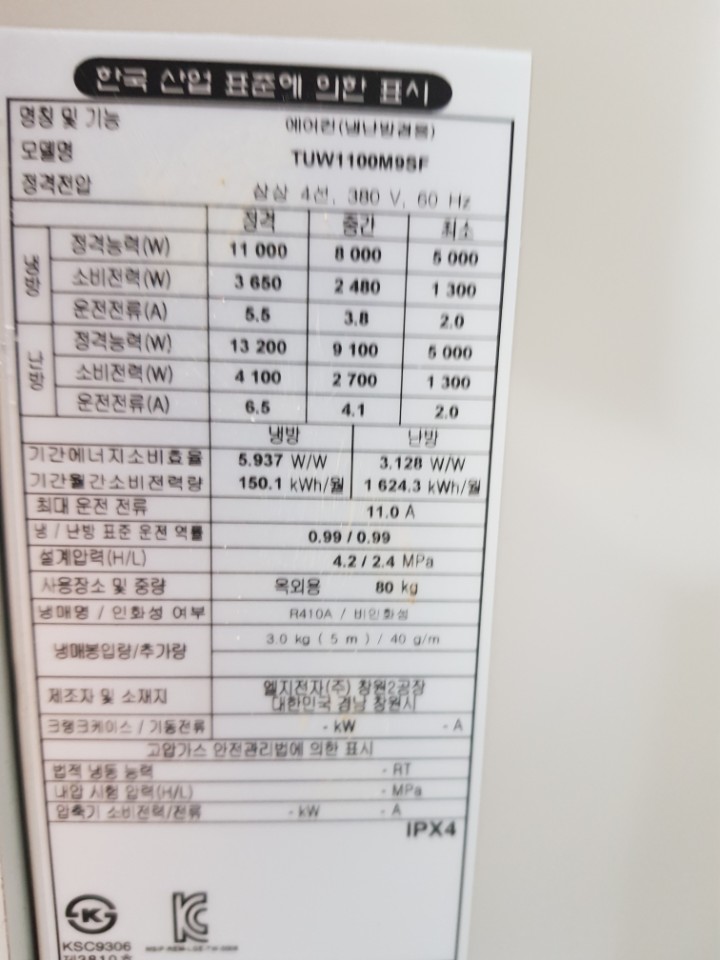 한국 산업 표준에 의한 표시
명칭 및 기능 에어컨(냉난방겸용)
모델명 TUW1100M9SF
정격전압 삼상 4선, 380 V, 60 Hz
정격 중간 최소
냉방
정격능력(W) 11 000 8 000 5 000
소비전력(W) 3 650 2 480 1 300
운전전류(A) 5.5 3.8 2.0
난방
정격능력(W) 13 200 9 100 5 000
소비전력(W) 4 100 2 700 1 300
운전전류(A) 6.5 4.1 2.0
냉방 난방
기간에너지소비효율 5.937 W/W 3.128 W/W
기간월간소비전력량 150.1 kWh/월 1 624.3 kWh/월
최대 운전 전류 11.0 A
냉 / 난방 표준 운전 역률 0.99 / 0.99
설계압력(H/L) 4.2 / 2.4 MPa
사용장소 및 중량 옥외용 80 kg
냉매명 / 인화성 여부 R410A / 비인화성
냉매봉입량/추가량 3.0 kg ( 5 m ) / 40 g/m
제조자 및 소재지 엘지전자(주) 창원2공장
대한민국 경남 창원시
크랭크케이스 / 기동전류 - kW - A
고압가스 안전관리법에 의한 표시
법적 냉동 능력 - RT
내압 시험 압력(H/L) - MPa
압축기 소비전력/전류 - kW - A
IPX4
KSC9306
제3810호